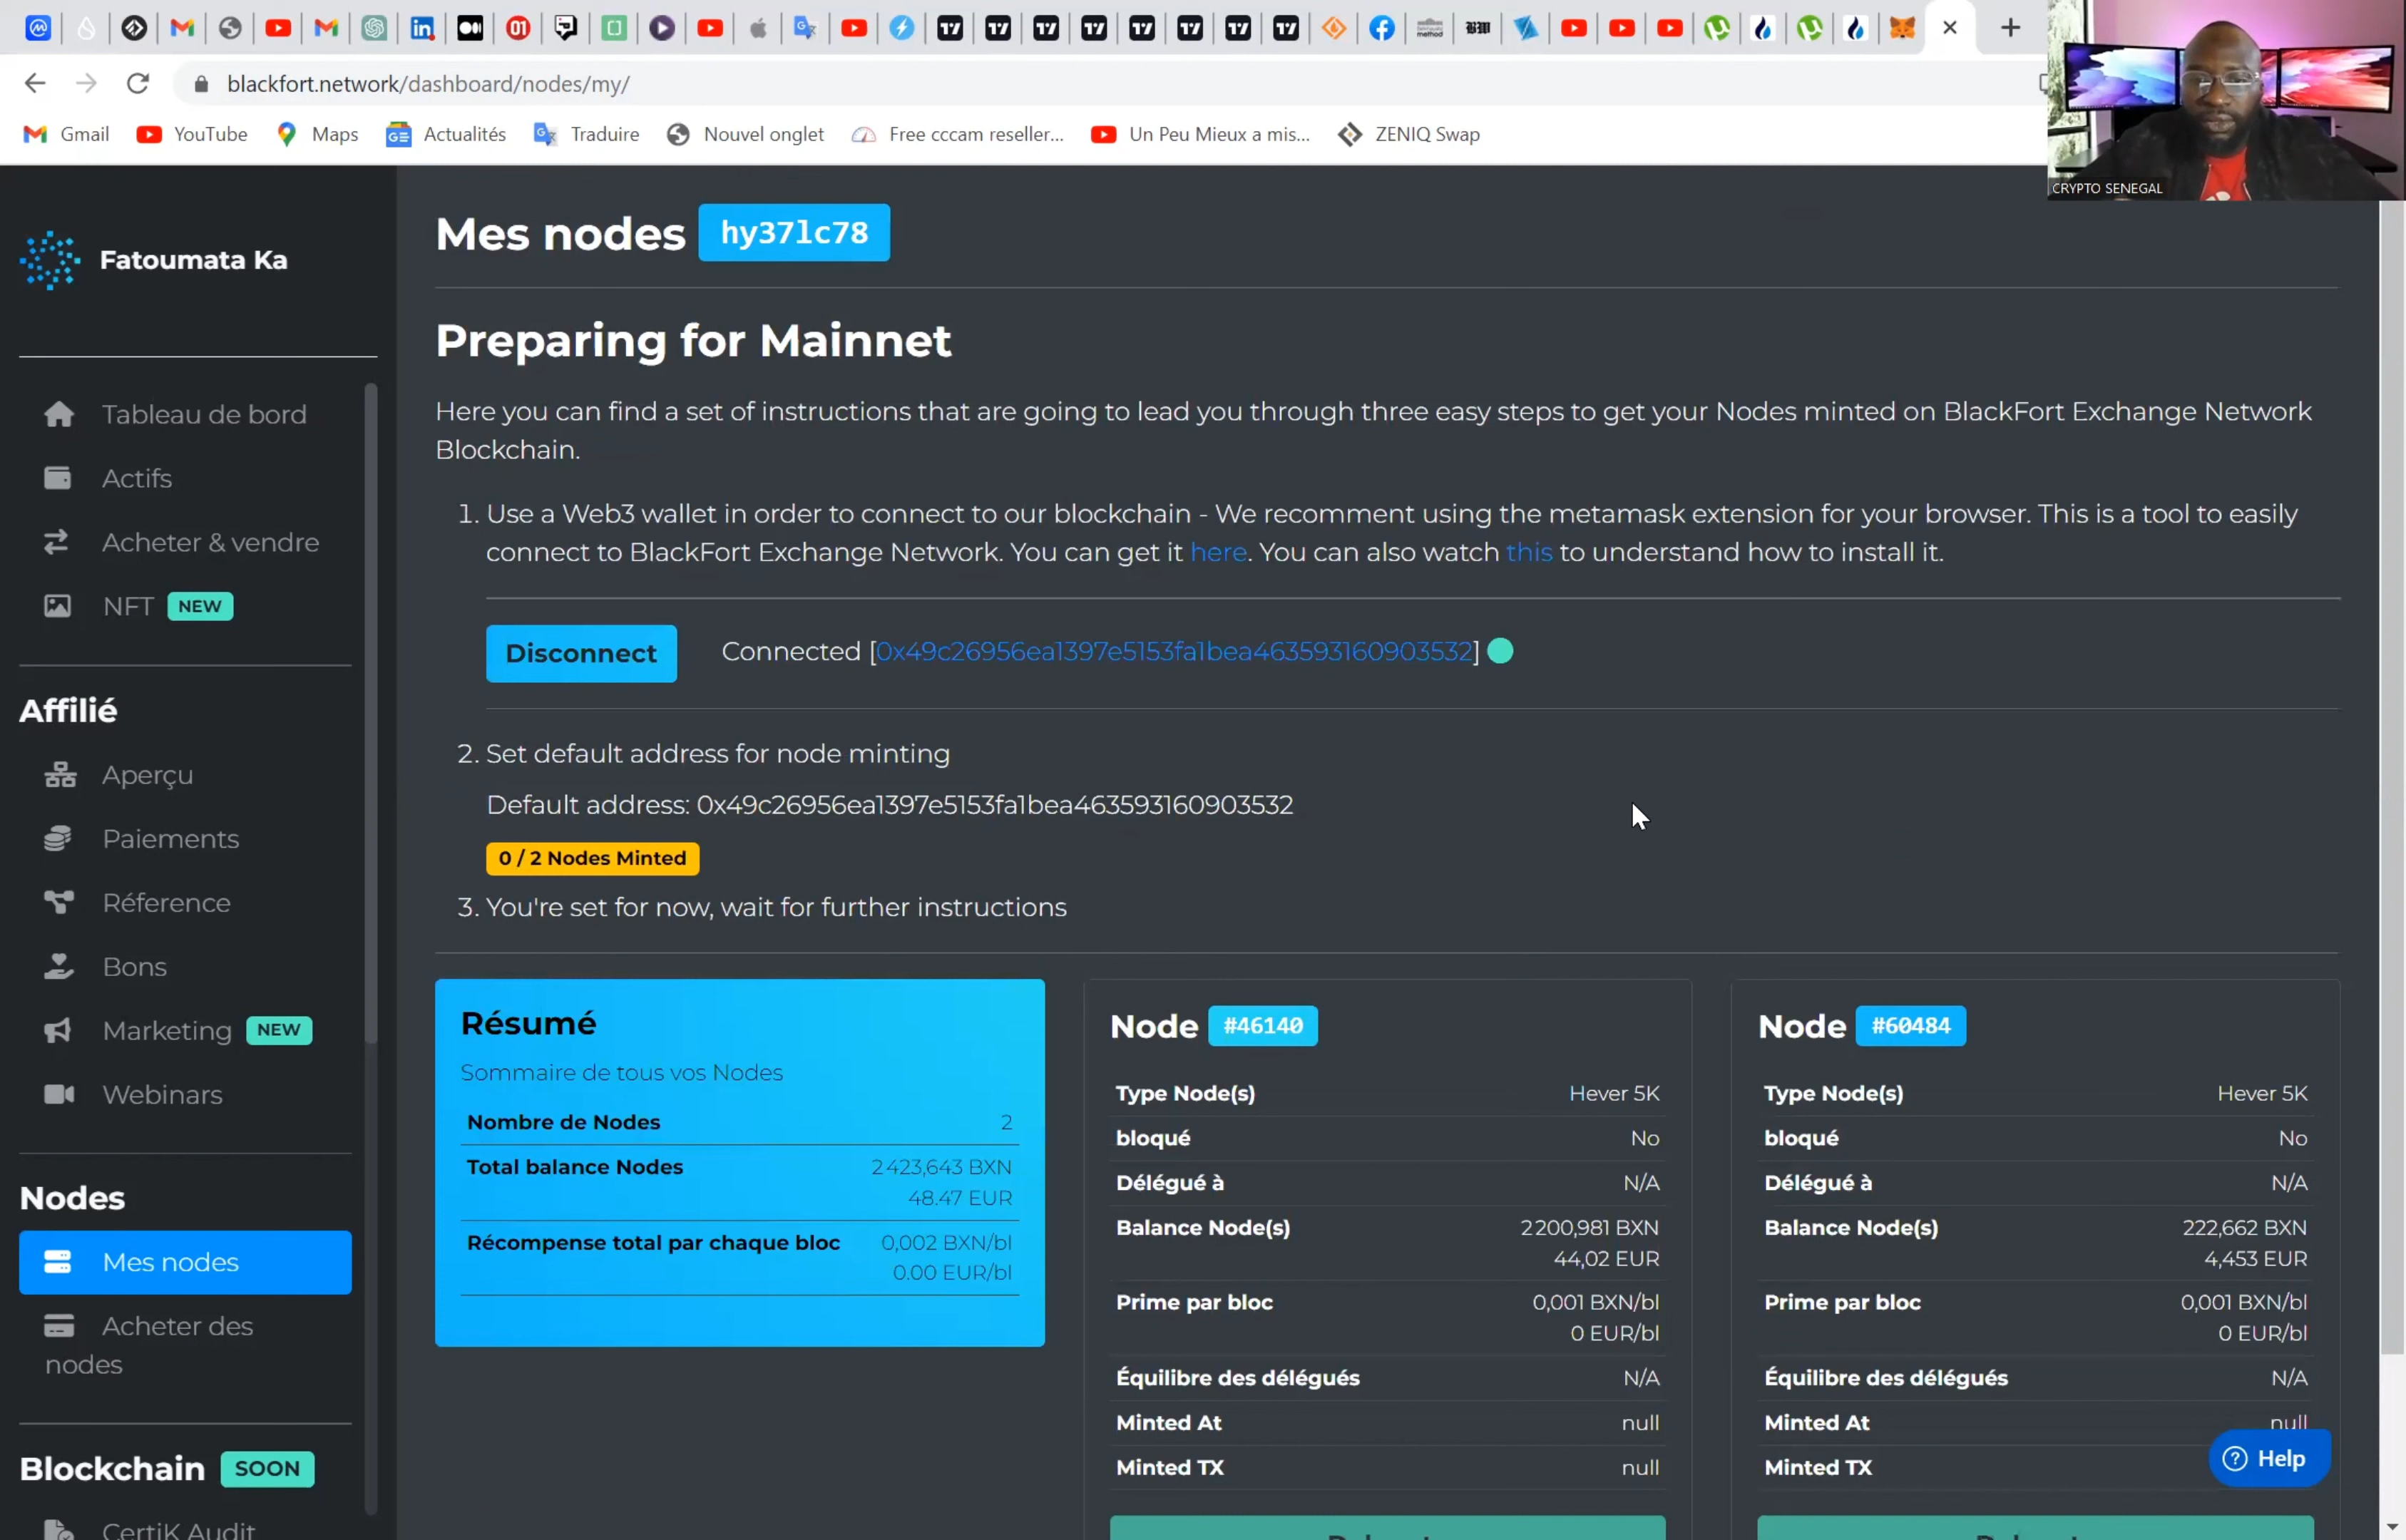 blackfort.network/dashboard/nodes/my/
Gmail
YouTube
Maps
Actualités
Traduire
Nouvel onglet
Free cccam reseller...
Un Peu Mieux a mis...
ZENIQ Swap
CRYPTO SENEGAL
Fatoumata Ka
Tableau de bord
Actifs
Acheter & vendre
NFT NEW
Affilié
Aperçu
Paiements
Réference
Bons
Marketing NEW
Webinars
Nodes
Mes nodes
Acheter des
nodes
Blockchain SOON
CertiK Audit
Mes nodes hy37lc78
Preparing for Mainnet
Here you can find a set of instructions that are going to lead you through three easy steps to get your Nodes minted on BlackFort Exchange Network
Blockchain.
1. Use a Web3 wallet in order to connect to our blockchain - We recomment using the metamask extension for your browser. This is a tool to easily
connect to BlackFort Exchange Network. You can get it here. You can also watch this to understand how to install it.
Disconnect Connected [0x49c26956ea1397e5153fa1bea463593160903532]
2. Set default address for node minting
Default address: 0x49c26956ea1397e5153fa1bea463593160903532
0 / 2 Nodes Minted
3. You're set for now, wait for further instructions
Résumé
Sommaire de tous vos Nodes
Nombre de Nodes 2
Total balance Nodes 2 423,643 BXN
48.47 EUR
Récompense total par chaque bloc 0,002 BXN/bl
0.00 EUR/bl
Node #46140
Type Node(s) Hever 5K
bloqué No
Délégué à N/A
Balance Node(s) 2 200,981 BXN
44,02 EUR
Prime par bloc 0,001 BXN/bl
0 EUR/bl
Équilibre des délégués N/A
Minted At null
Minted TX null
Node #60484
Type Node(s) Hever 5K
bloqué No
Délégué à N/A
Balance Node(s) 222,662 BXN
4,453 EUR
Prime par bloc 0,001 BXN/bl
0 EUR/bl
Équilibre des délégués N/A
Minted At null
Minted TX
Help